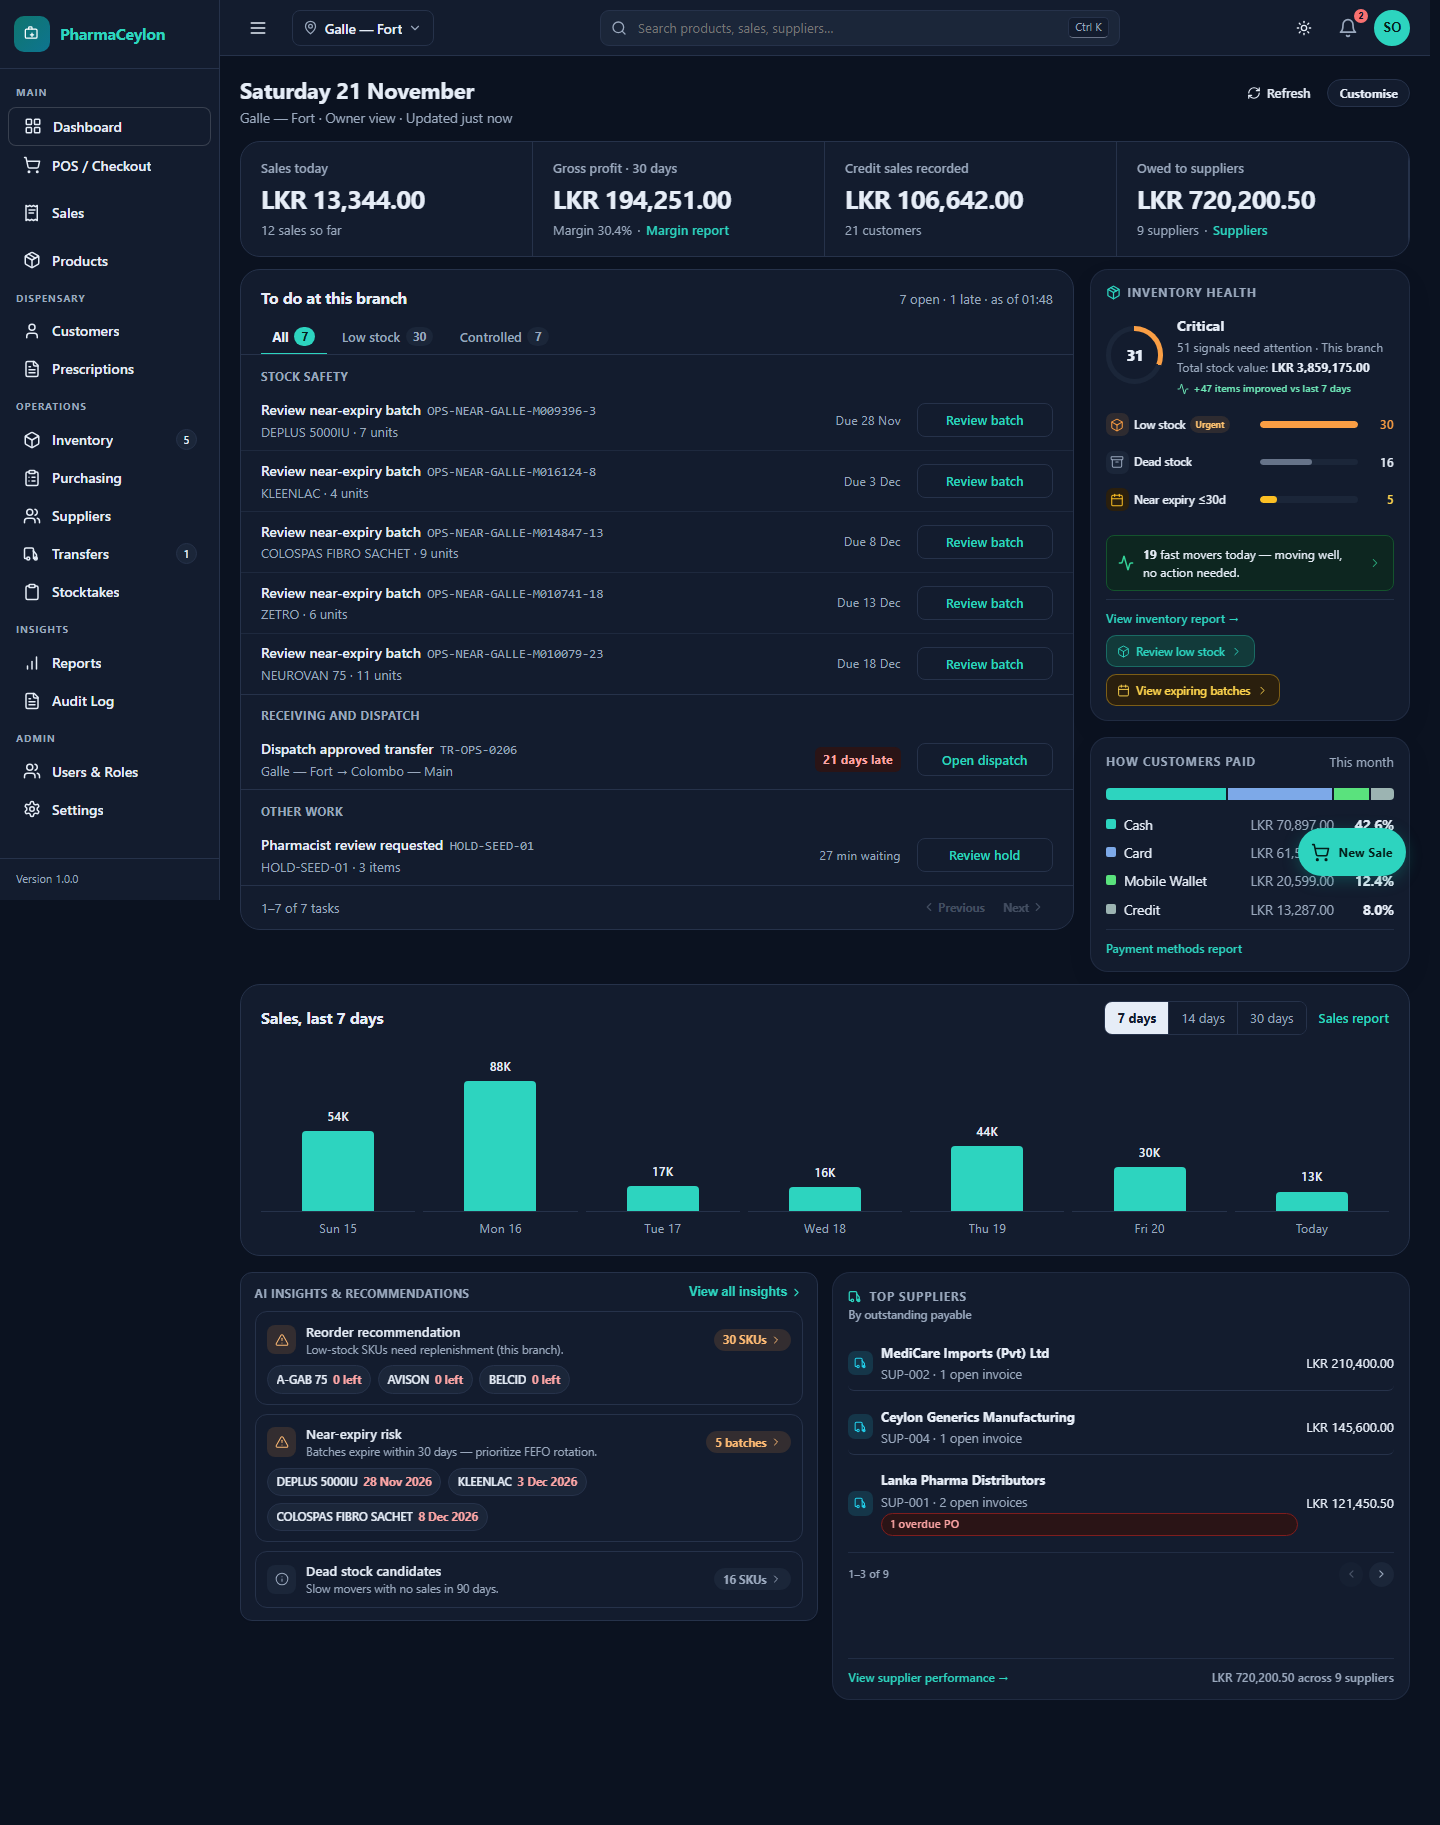 PharmaCeylon
Galle — Fort
Search products, sales, suppliers...
Ctrl K
2
SO
MAIN
Dashboard
POS / Checkout
Sales
Products
DISPENSARY
Customers
Prescriptions
OPERATIONS
Inventory 5
Purchasing
Suppliers
Transfers 1
Stocktakes
INSIGHTS
Reports
Audit Log
ADMIN
Users & Roles
Settings
Version 1.0.0
Saturday 21 November
Galle — Fort · Owner view · Updated just now
Refresh
Customise
Sales today
LKR 13,344.00
12 sales so far
Gross profit · 30 days
LKR 194,251.00
Margin 30.4% · Margin report
Credit sales recorded
LKR 106,642.00
21 customers
Owed to suppliers
LKR 720,200.50
9 suppliers · Suppliers
To do at this branch
7 open · 1 late · as of 01:48
All 7
Low stock 30
Controlled 7
STOCK SAFETY
Review near-expiry batch OPS-NEAR-GALLE-M009396-3
DEPLUS 5000IU · 7 units
Due 28 Nov
Review batch
Review near-expiry batch OPS-NEAR-GALLE-M016124-8
KLEENLAC · 4 units
Due 3 Dec
Review batch
Review near-expiry batch OPS-NEAR-GALLE-M014847-13
COLOSPAS FIBRO SACHET · 9 units
Due 8 Dec
Review batch
Review near-expiry batch OPS-NEAR-GALLE-M010741-18
ZETRO · 6 units
Due 13 Dec
Review batch
Review near-expiry batch OPS-NEAR-GALLE-M010079-23
NEUROVAN 75 · 11 units
Due 18 Dec
Review batch
RECEIVING AND DISPATCH
Dispatch approved transfer TR-OPS-0206
Galle — Fort → Colombo — Main
21 days late
Open dispatch
OTHER WORK
Pharmacist review requested HOLD-SEED-01
HOLD-SEED-01 · 3 items
27 min waiting
Review hold
1–7 of 7 tasks
Previous
Next
INVENTORY HEALTH
31
Critical
51 signals need attention · This branch
Total stock value: LKR 3,859,175.00
+47 items improved vs last 7 days
Low stock Urgent 30
Dead stock 16
Near expiry ≤30d 5
19 fast movers today — moving well,
no action needed.
View inventory report →
Review low stock
View expiring batches
HOW CUSTOMERS PAID
This month
Cash LKR 70,897.00 42.6%
Card LKR 61,5
New Sale
Mobile Wallet LKR 20,599.00 12.4%
Credit LKR 13,287.00 8.0%
Payment methods report
Sales, last 7 days
7 days
14 days
30 days
Sales report
54K
88K
17K
16K
44K
30K
13K
Sun 15
Mon 16
Tue 17
Wed 18
Thu 19
Fri 20
Today
AI INSIGHTS & RECOMMENDATIONS
View all insights
Reorder recommendation
Low-stock SKUs need replenishment (this branch).
30 SKUs
A-GAB 75 0 left
AVISON 0 left
BELCID 0 left
Near-expiry risk
Batches expire within 30 days — prioritize FEFO rotation.
5 batches
DEPLUS 5000IU 28 Nov 2026
KLEENLAC 3 Dec 2026
COLOSPAS FIBRO SACHET 8 Dec 2026
Dead stock candidates
Slow movers with no sales in 90 days.
16 SKUs
TOP SUPPLIERS
By outstanding payable
MediCare Imports (Pvt) Ltd
SUP-002 · 1 open invoice
LKR 210,400.00
Ceylon Generics Manufacturing
SUP-004 · 1 open invoice
LKR 145,600.00
Lanka Pharma Distributors
SUP-001 · 2 open invoices
1 overdue PO
LKR 121,450.50
1–3 of 9
View supplier performance →
LKR 720,200.50 across 9 suppliers